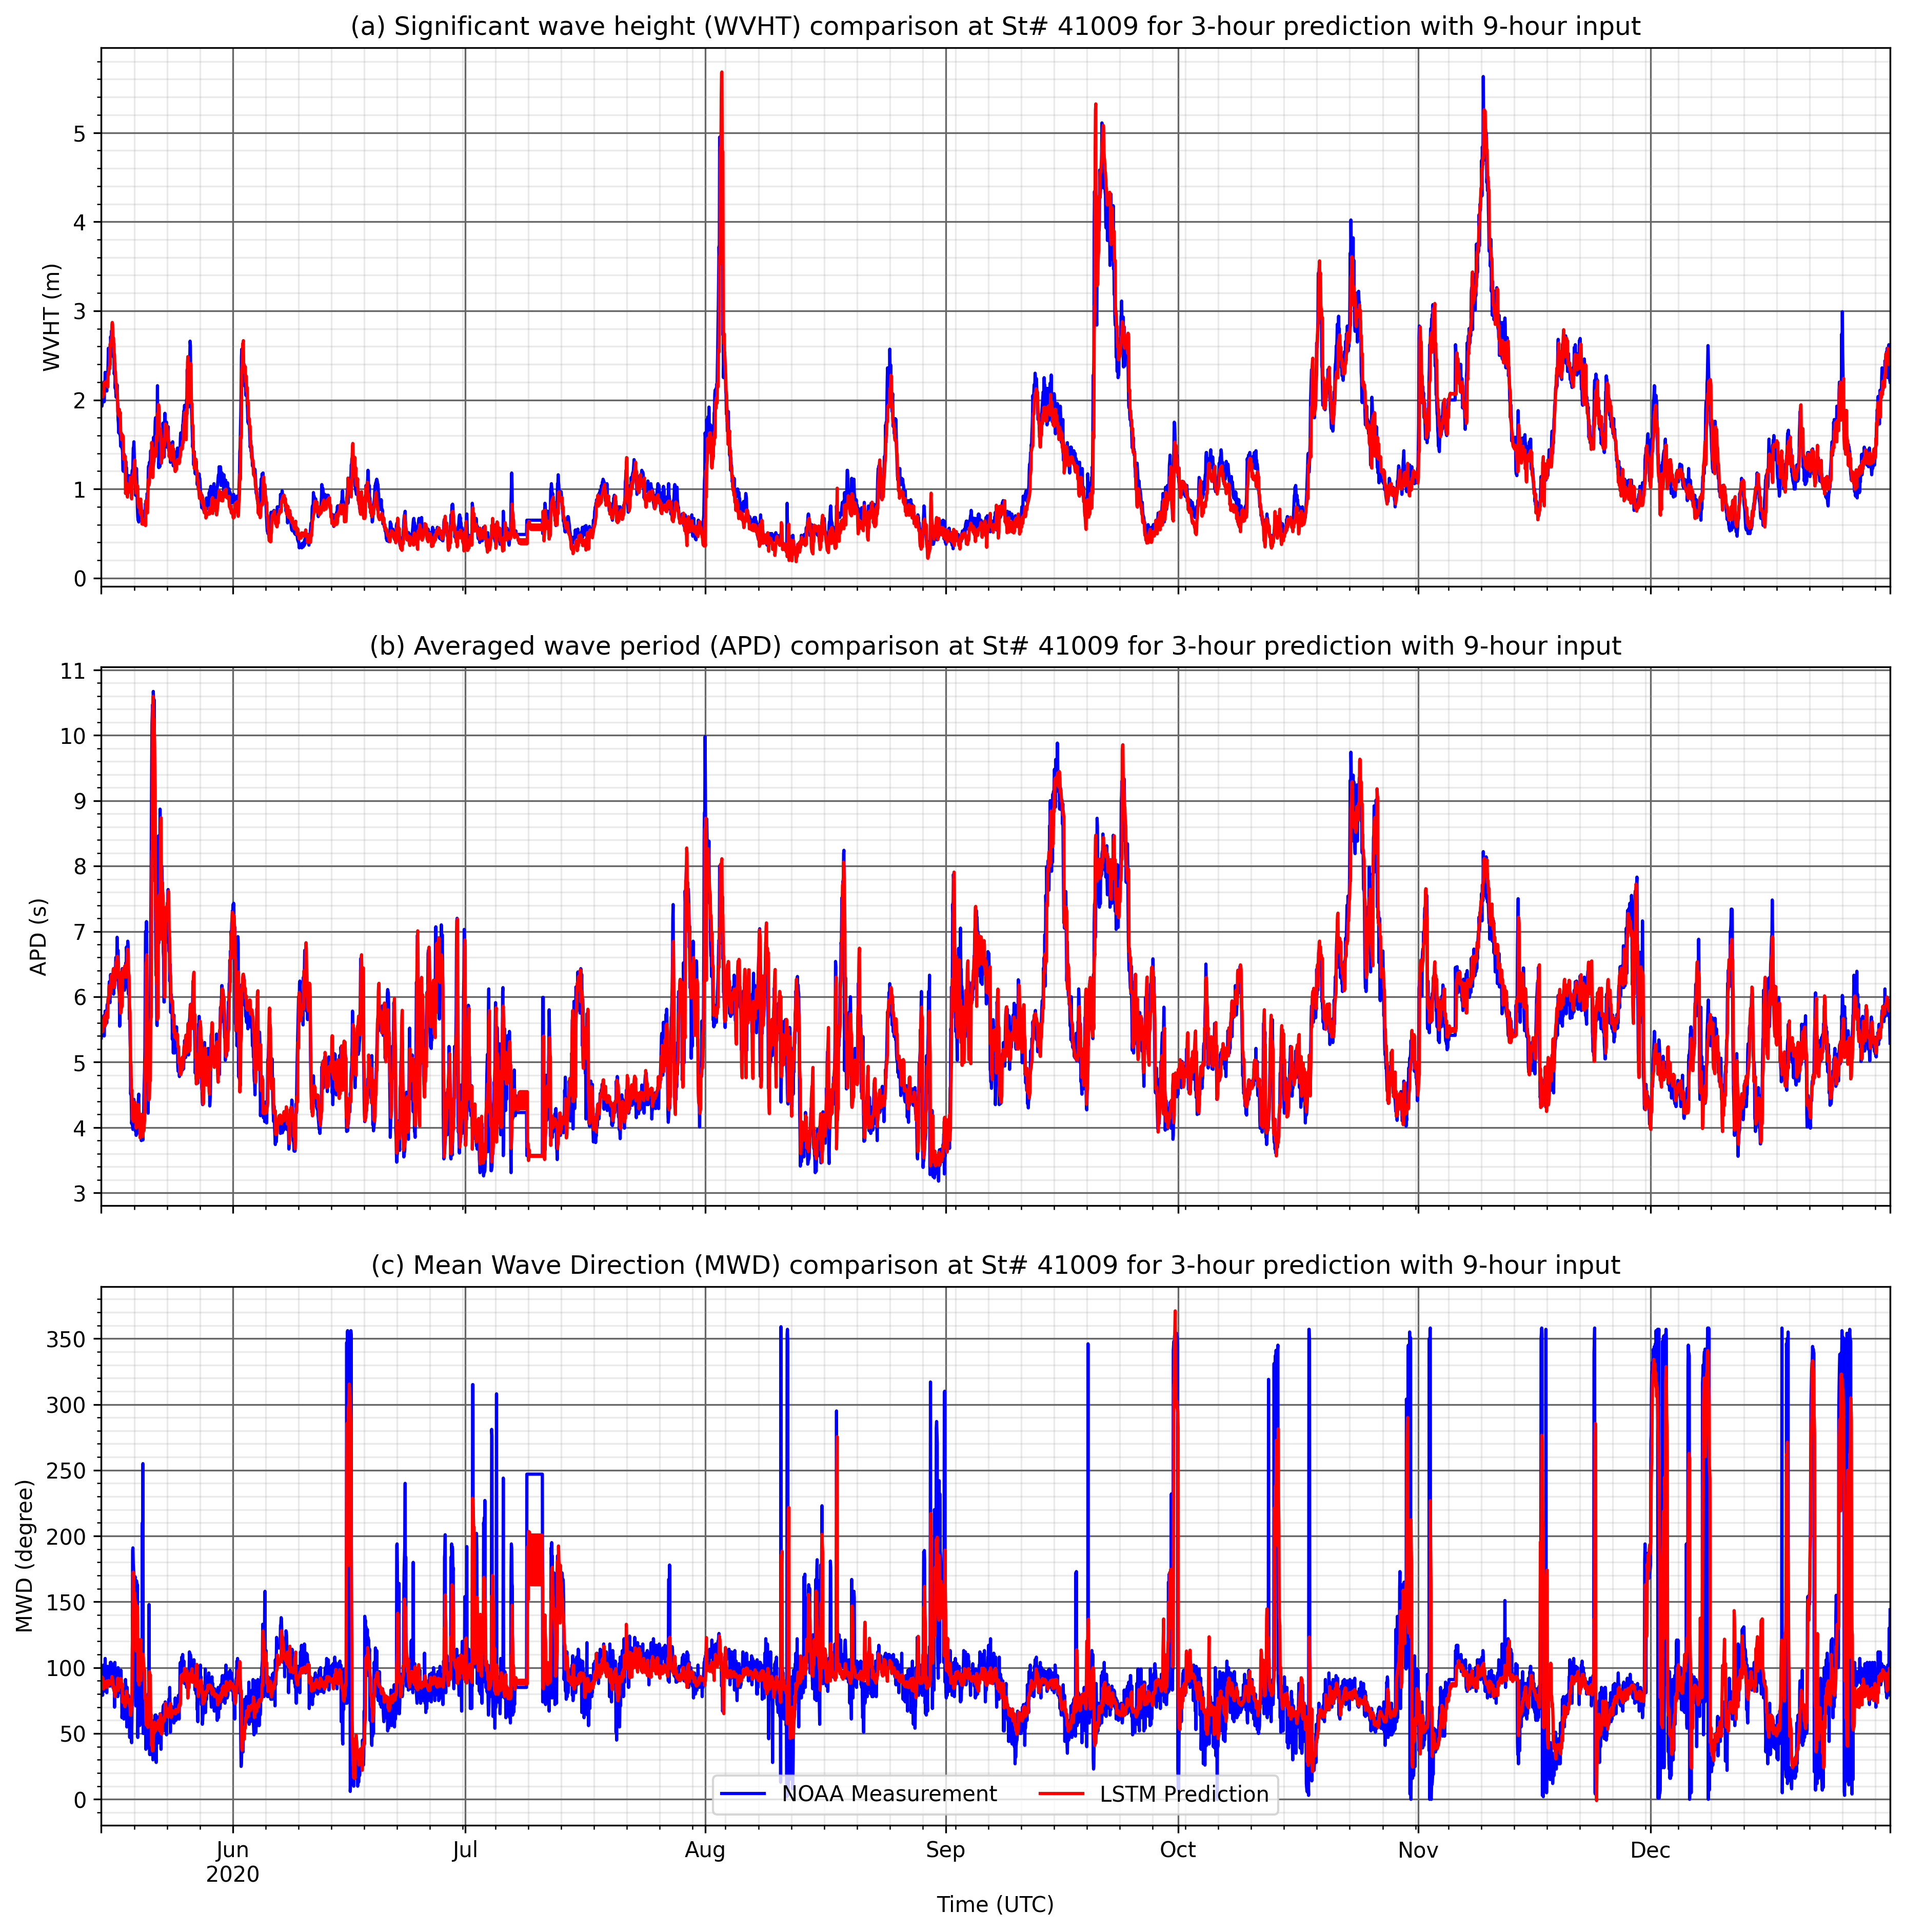 (a) Significant wave height (WVHT) comparison at St# 41009 for 3-hour prediction with 9-hour input
5
4
3
2
1
0
WVHT (m)
(b) Averaged wave period (APD) comparison at St# 41009 for 3-hour prediction with 9-hour input
11
10
9
8
7
6
5
4
3
APD (s)
(c) Mean Wave Direction (MWD) comparison at St# 41009 for 3-hour prediction with 9-hour input
350
300
250
200
150
100
50
0
MWD (degree)
NOAA Measurement LSTM Prediction
Jun Jul Aug Sep Oct Nov Dec
2020
Time (UTC)